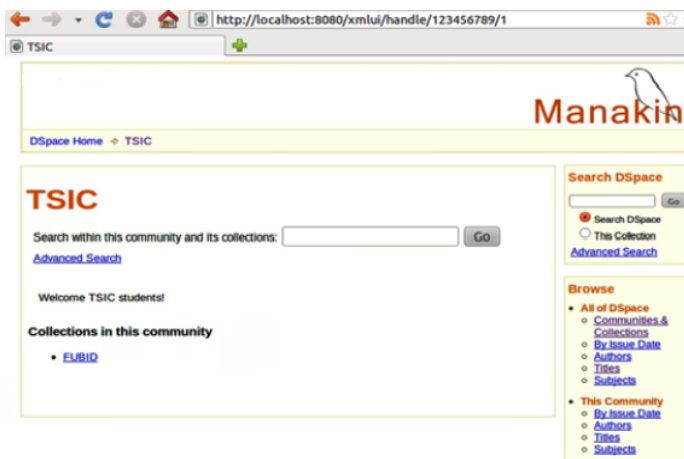 http://localhost:8080/xmlui/handle/123456789/1
TSIC
Manakin
DSpace Home TSIC
TSIC
Search within this community and its collections: Go
Advanced Search
Welcome TSIC students!
Collections in this community
FUBID
Search DSpace
Go
Search DSpace
This Collection
Advanced Search
Browse
All of DSpace
Communities &
Collections
By Issue Date
Authors
Titles
Subjects
This Community
By Issue Date
Authors
Titles
Subjects